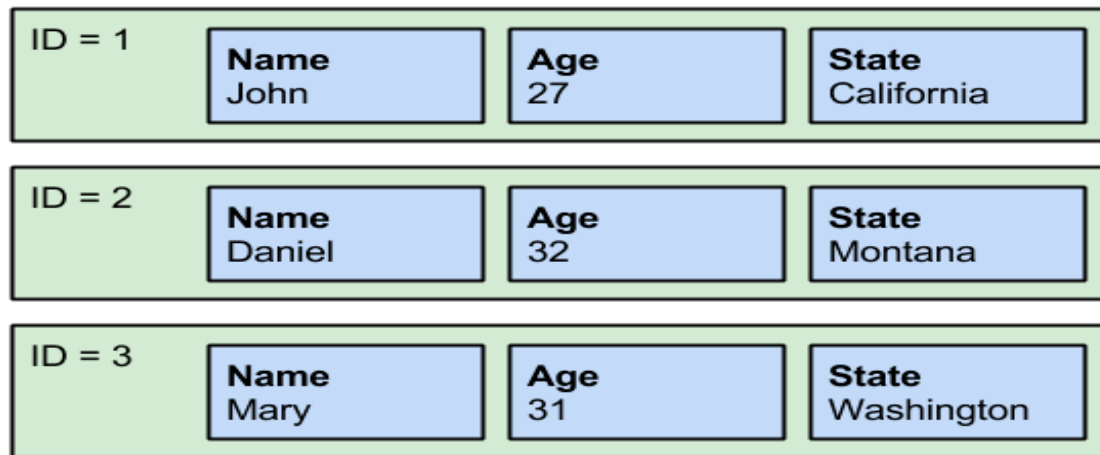 ID = 1
Name
John
Age
27
State
California
ID = 2
Name
Daniel
Age
32
State
Montana
ID = 3
Name
Mary
Age
31
State
Washington